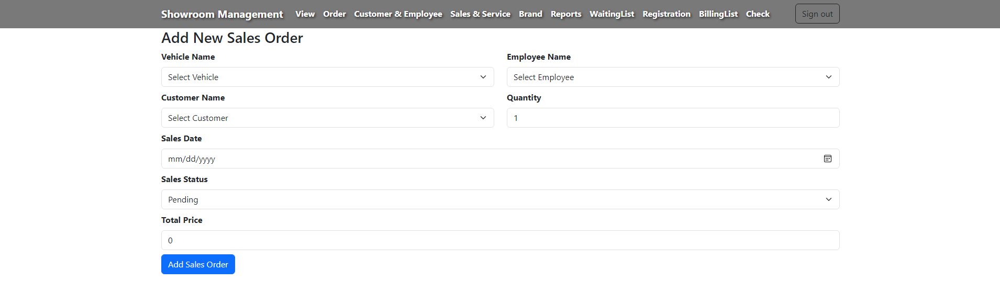 Showroom Management View Order Customer & Employee Sales & Service Brand Reports WaitingList Registration BillingList Check Sign out
Add New Sales Order
Vehicle Name Employee Name
Select Vehicle Select Employee
Customer Name Quantity
Select Customer 1
Sales Date
mm/dd/yyyy
Sales Status
Pending
Total Price
0
Add Sales Order